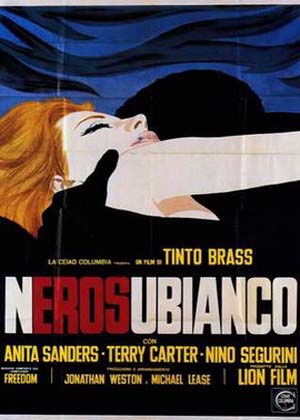 LA CEIAD COLUMBIA PRESENTA UN FILM DI TINTO BRASS
NEROSUBIANCO
CON
ANITA SANDERS - TERRY CARTER - NINO SEGURINI
FREEDOM
PRODUZIONE E ARRANGIAMENTO
JONATHAN WESTON · MICHAEL LEASE
PRODOTTO DALLA
LION FILM